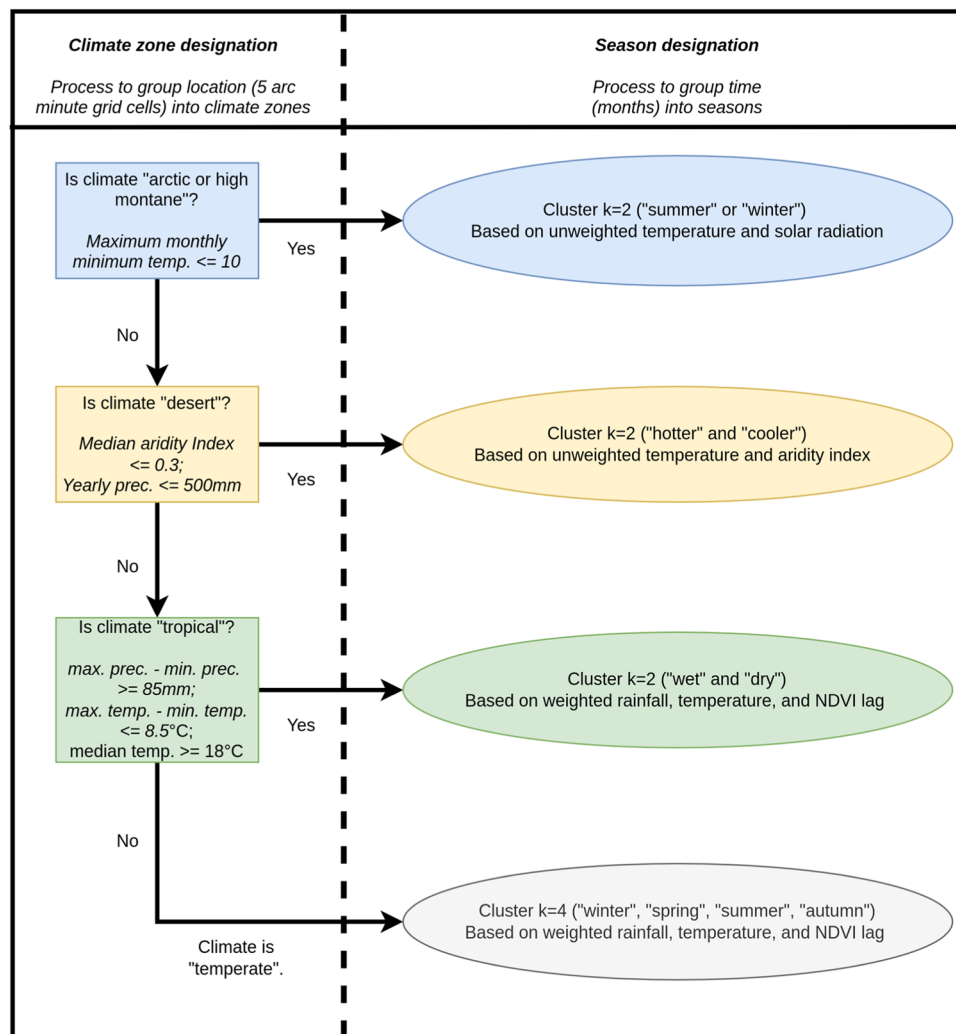 Climate zone designation
Process to group location (5 arc
minute grid cells) into climate zones
Season designation
Process to group time
(months) into seasons
Is climate "arctic or high
montane"?
Maximum monthly
minimum temp. <= 10
Yes
Cluster k=2 ("summer" or "winter")
Based on unweighted temperature and solar radiation
No
Is climate "desert"?
Median aridity Index
<= 0.3;
Yearly prec. <= 500mm
Yes
Cluster k=2 ("hotter" and "cooler")
Based on unweighted temperature and aridity index
No
Is climate "tropical"?
max. prec. - min. prec.
>= 85mm;
max. temp. - min. temp.
<= 8.5°C;
median temp. >= 18°C
Yes
Cluster k=2 ("wet" and "dry")
Based on weighted rainfall, temperature, and NDVI lag
No
Climate is
"temperate".
Cluster k=4 ("winter", "spring", "summer", "autumn")
Based on weighted rainfall, temperature, and NDVI lag